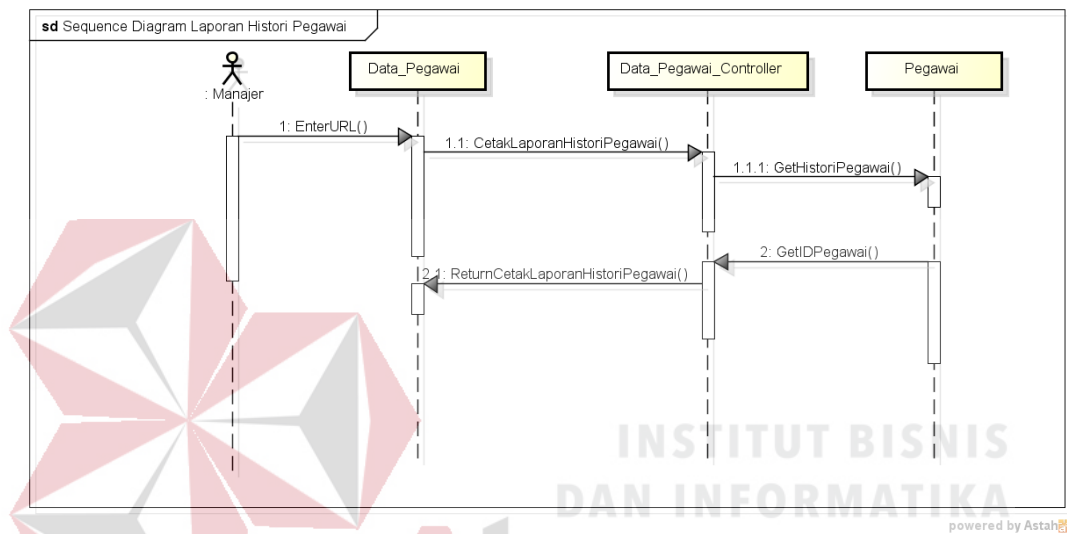 sd Sequence Diagram Laporan Histori Pegawai
: Manajer
Data_Pegawai
Data_Pegawai_Controller
Pegawai
1: EnterURL()
1.1: CetakLaporanHistoriPegawai()
1.1.1: GetHistoriPegawai()
2: GetIDPegawai()
2.1: ReturnCetakLaporanHistoriPegawai()
INSTITUT BISNIS
DAN INFORMATIKA
powered by Astah